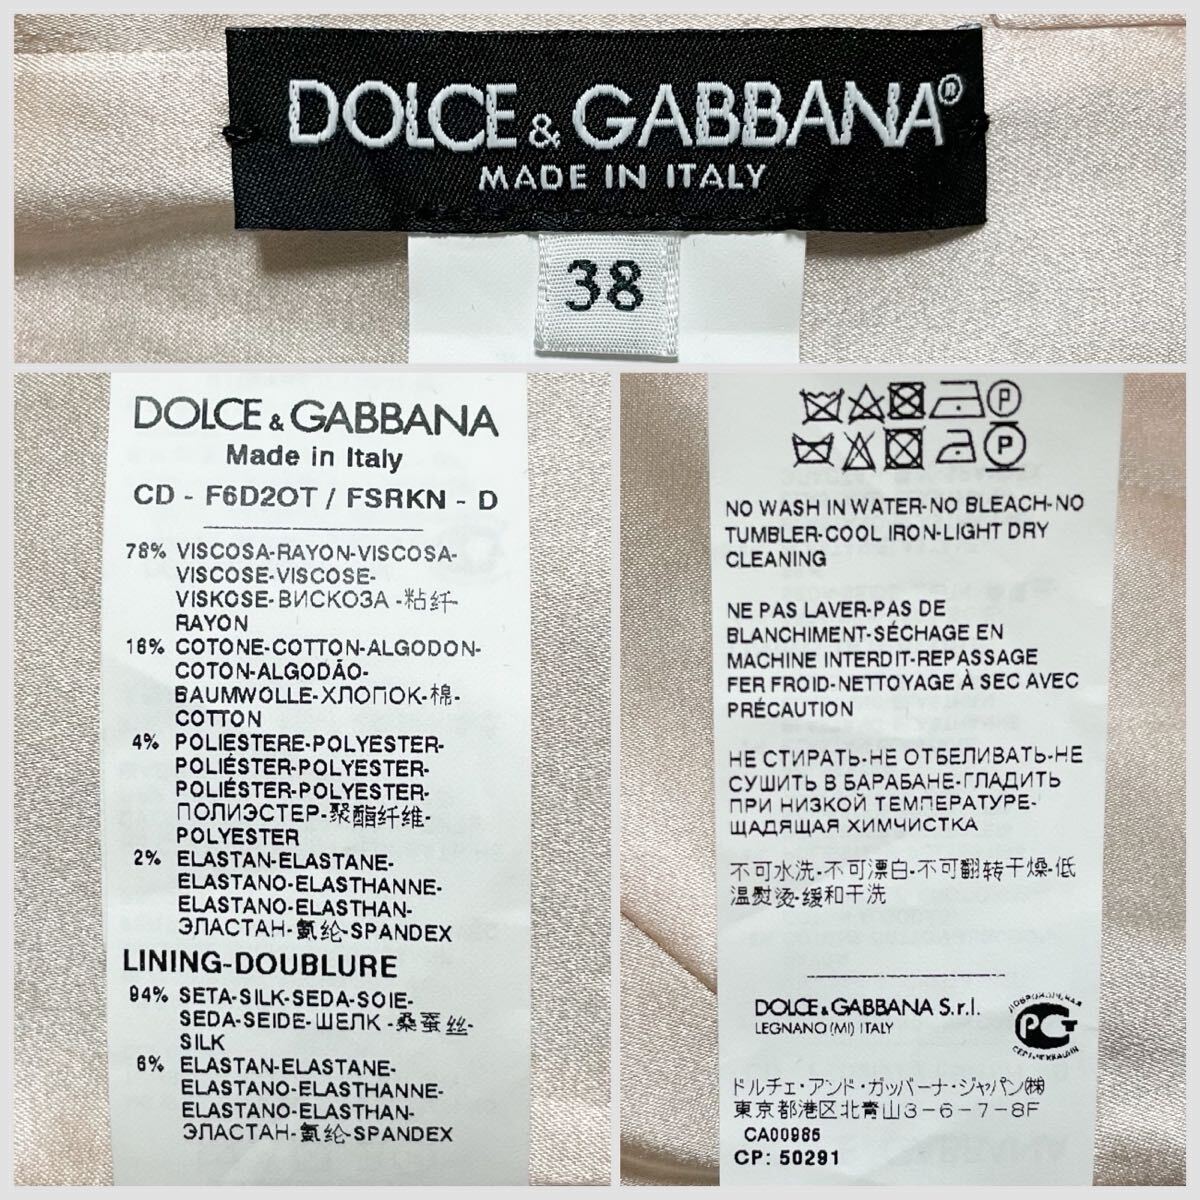 DOLCE & GABBANA®
MADE IN ITALY
38
DOLCE & GABBANA
Made in Italy
CD - F6D2OT / FSRKN - D
78% VISCOSA-RAYON-VISCOSA-
VISCOSE-VISCOSE-
VISKOSE-ВИСКОЗА -粘纤-
RAYON
16% COTONE-COTTON-ALGODON-
COTON-ALGODÃO-
BAUMWOLLE-ХЛОПОК-棉-
COTTON
4% POLIESTERE-POLYESTER-
POLIÉSTER-POLYESTER-
POLIÉSTER-POLYESTER-
ПОЛИЭСТЕР-聚酯纤维-
POLYESTER
2% ELASTAN-ELASTANE-
ELASTANO-ELASTHANNE-
ELASTANO-ELASTHAN-
ЭЛАСТАН-氨纶-SPANDEX
LINING-DOUBLURE
94% SETA-SILK-SEDA-SOIE-
SEDA-SEIDE-ШЕЛК -桑蚕丝-
SILK
6% ELASTAN-ELASTANE-
ELASTANO-ELASTHANNE-
ELASTANO-ELASTHAN-
ЭЛАСТАН-氨纶-SPANDEX
P
P
NO WASH IN WATER-NO BLEACH-NO
TUMBLER-COOL IRON-LIGHT DRY
CLEANING
NE PAS LAVER-PAS DE
BLANCHIMENT-SÉCHAGE EN
MACHINE INTERDIT-REPASSAGE
FER FROID-NETTOYAGE À SEC AVEC
PRÉCAUTION
НЕ СТИРАТЬ-НЕ ОТБЕЛИВАТЬ-НЕ
СУШИТЬ В БАРАБАНЕ-ГЛАДИТЬ
ПРИ НИЗКОЙ ТЕМПЕРАТУРЕ-
ЩАДЯЩАЯ ХИМЧИСТКА
不可水洗-不可漂白-不可翻转干燥-低
温熨烫-缓和干洗
DOLCE & GABBANA S.r.l.
LEGNANO (MI) ITALY
ДОБРОВОЛЬНАЯ
РСТ
СЕРТИФИКАЦИЯ
ドルチェ・アンド・ガッバーナ・ジャパン㈱
東京都港区北青山3-6-7-8F
CA00986
CP: 50291